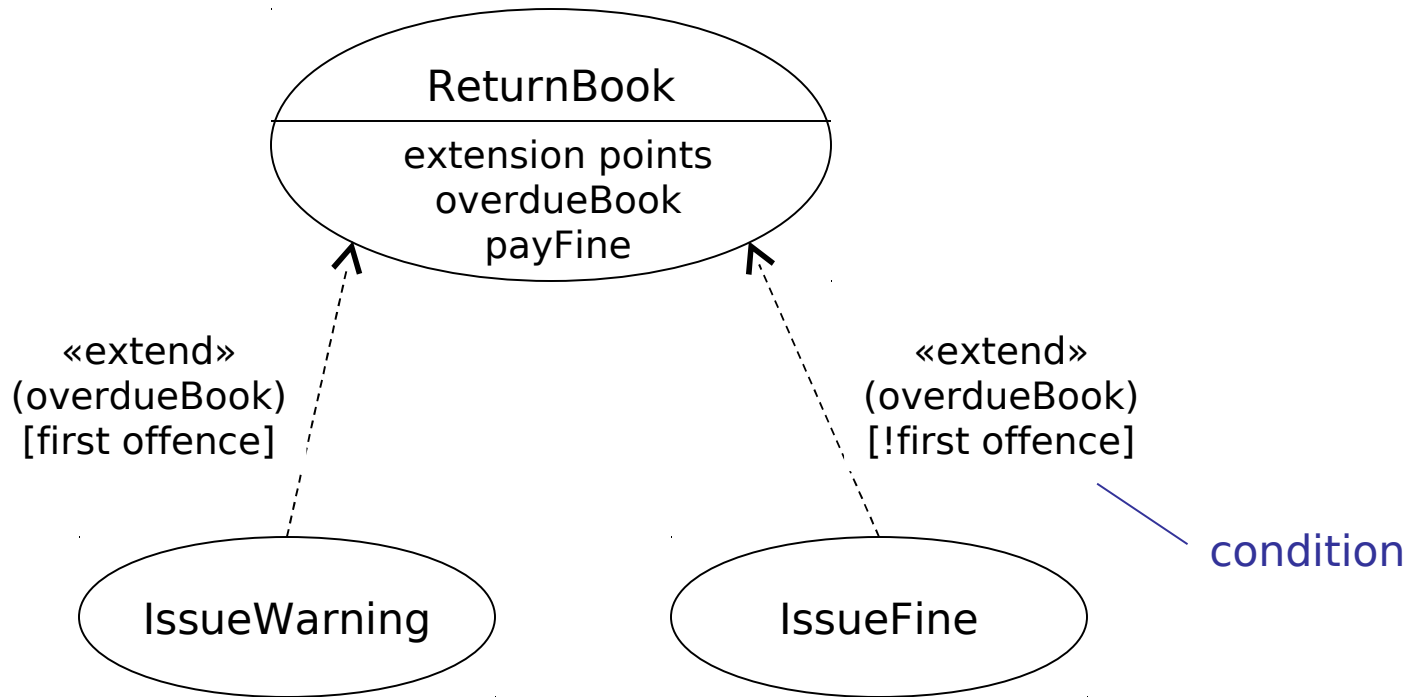 ReturnBook
extension points
overdueBook
payFine
«extend»
(overdueBook)
[first offence]
«extend»
(overdueBook)
[!first offence]
condition
IssueWarning
IssueFine